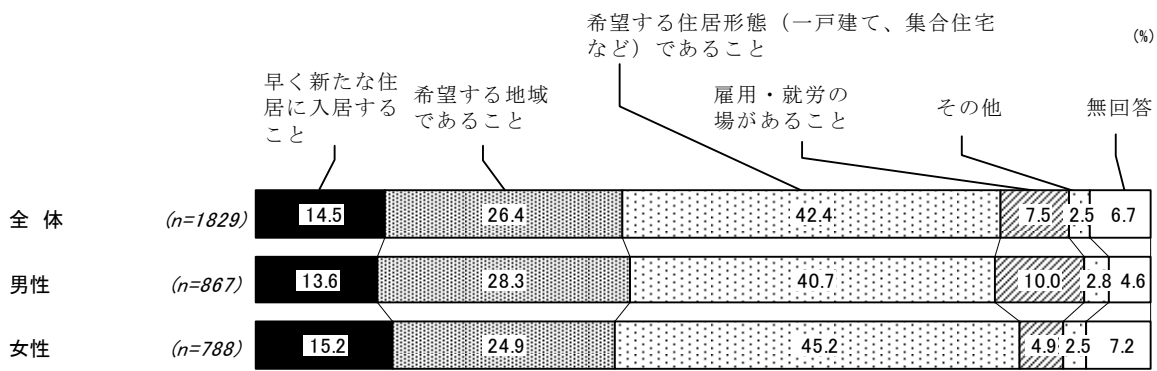 希望する住居形態（一戸建て、集合住宅
など）であること
(%)
早く新たな住
居に入居する
こと
希望する地域
であること
雇用・就労の
場があること
その他
無回答
全 体 (n=1829) 14.5 26.4 42.4 7.5 2.5 6.7
男性 (n=867) 13.6 28.3 40.7 10.0 2.8 4.6
女性 (n=788) 15.2 24.9 45.2 4.9 2.5 7.2